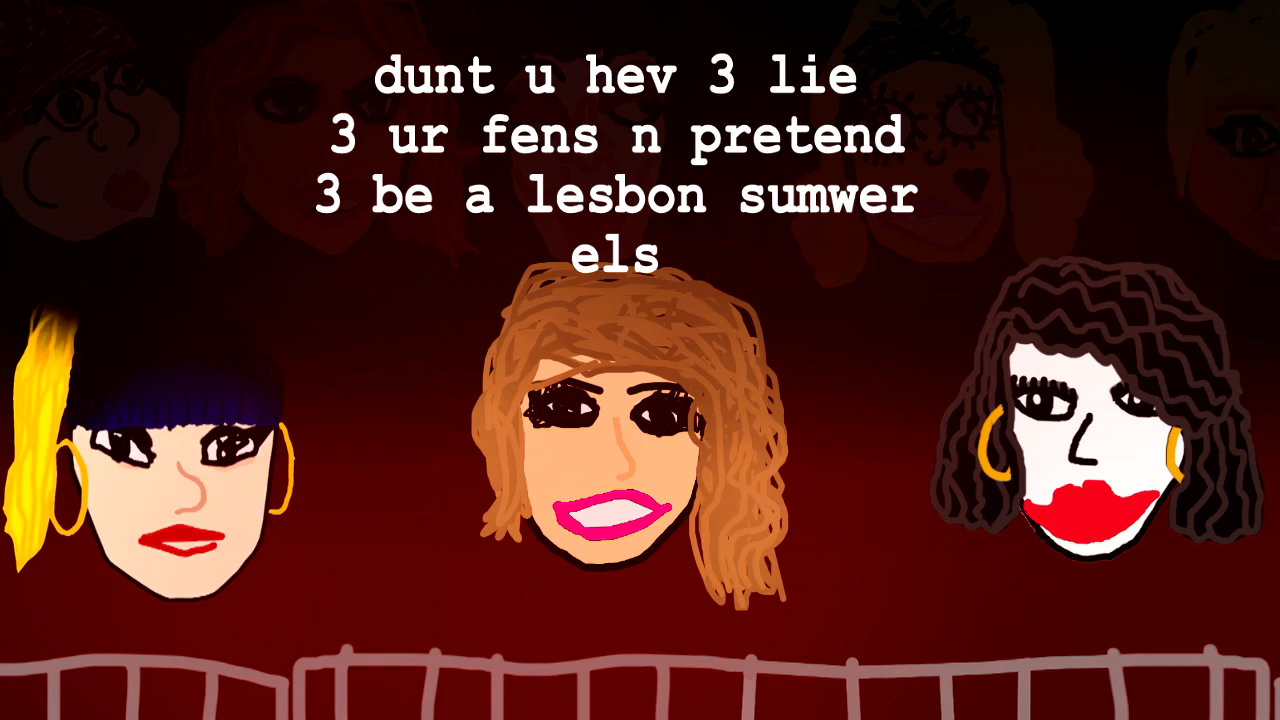 dunt u hev 3 lie
3 ur fens n pretend
3 be a lesbon sumwer
els